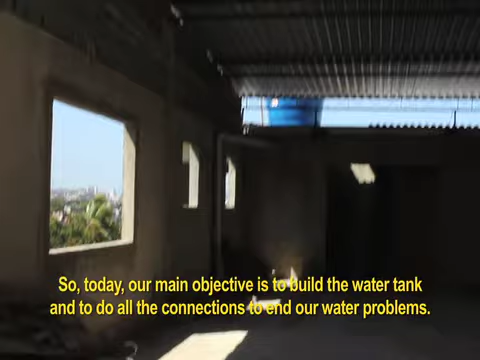 So, today, our main objective is to build the water tank
and to do all the connections to end our water problems.